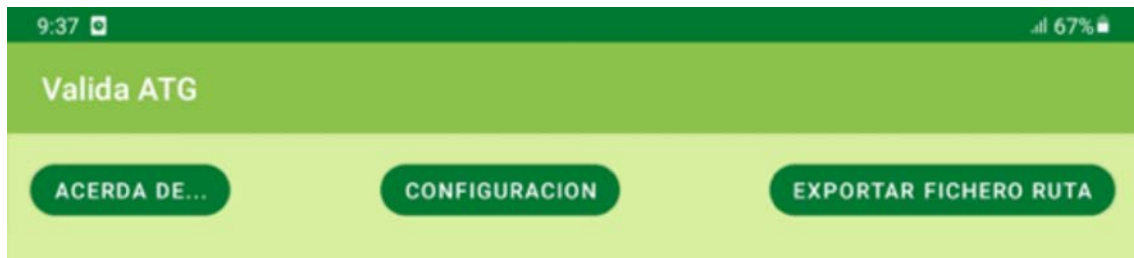 9:37 67%
Valida ATG
ACERDA DE... CONFIGURACION EXPORTAR FICHERO RUTA